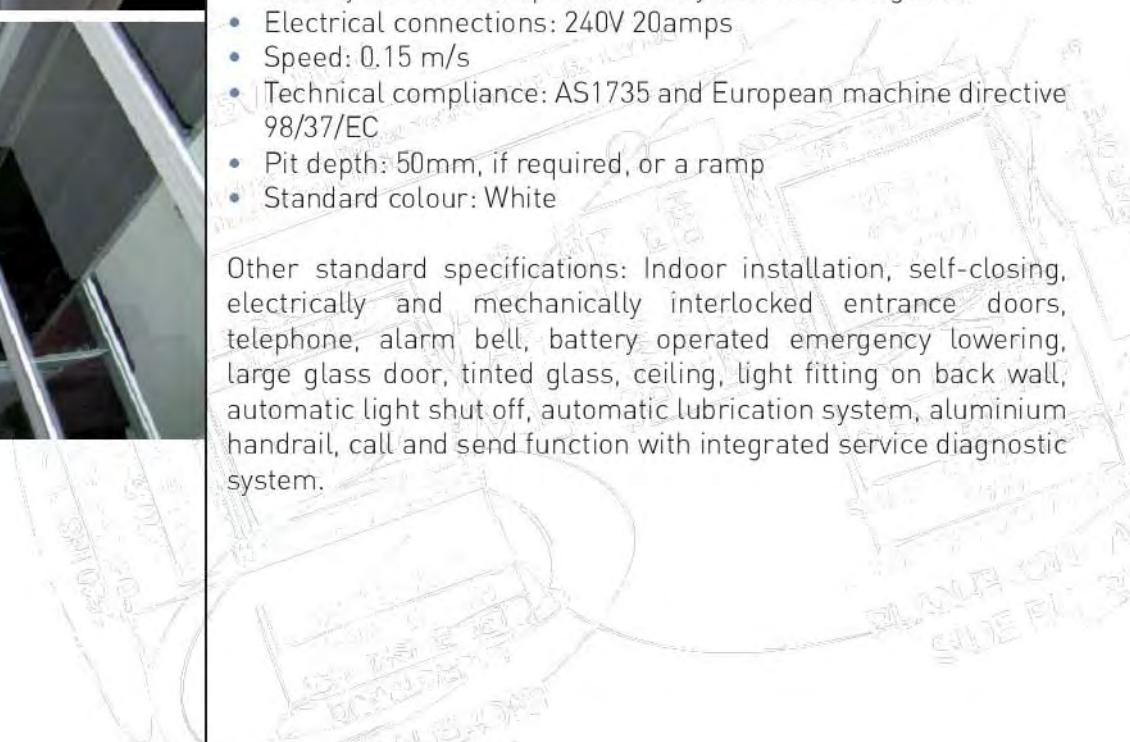 • Electrical connections: 240V 20amps
• Speed: 0.15 m/s
• Technical compliance: AS1735 and European machine directive
98/37/EC
• Pit depth: 50mm, if required, or a ramp
• Standard colour: White
Other standard specifications: Indoor installation, self-closing,
electrically and mechanically interlocked entrance doors,
telephone, alarm bell, battery operated emergency lowering,
large glass door, tinted glass, ceiling, light fitting on back wall,
automatic light shut off, automatic lubrication system, aluminium
handrail, call and send function with integrated service diagnostic
system.